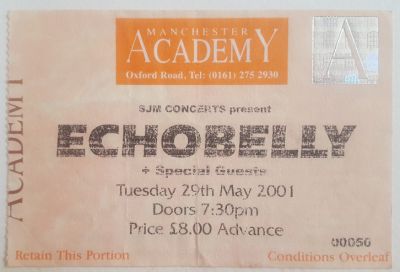 MANCHESTER
ACADEMY
Oxford Road, Tel: (0161) 275 2930
A
ACADEMY
SJM CONCERTS present
ECHOBELLY
+ Special Guests
Tuesday 29th May 2001
Doors 7:30pm
Price £8.00 Advance
00056
Retain This Portion
Conditions Overleaf